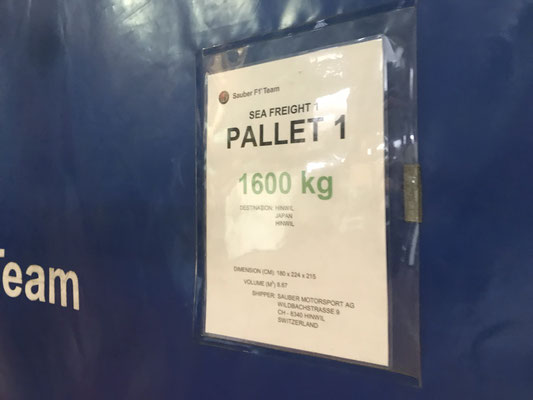 Sauber F1® Team
SEA FREIGHT 1
PALLET 1
1600 kg
DESTINATION: HINWIL
JAPAN
HINWIL
DIMENSION (CM): 180 x 224 x 215
VOLUME (M³): 8.67
SHIPPER: SAUBER MOTORSPORT AG
WILDBACHSTRASSE 9
CH - 8340 HINWIL
SWITZERLAND
Team